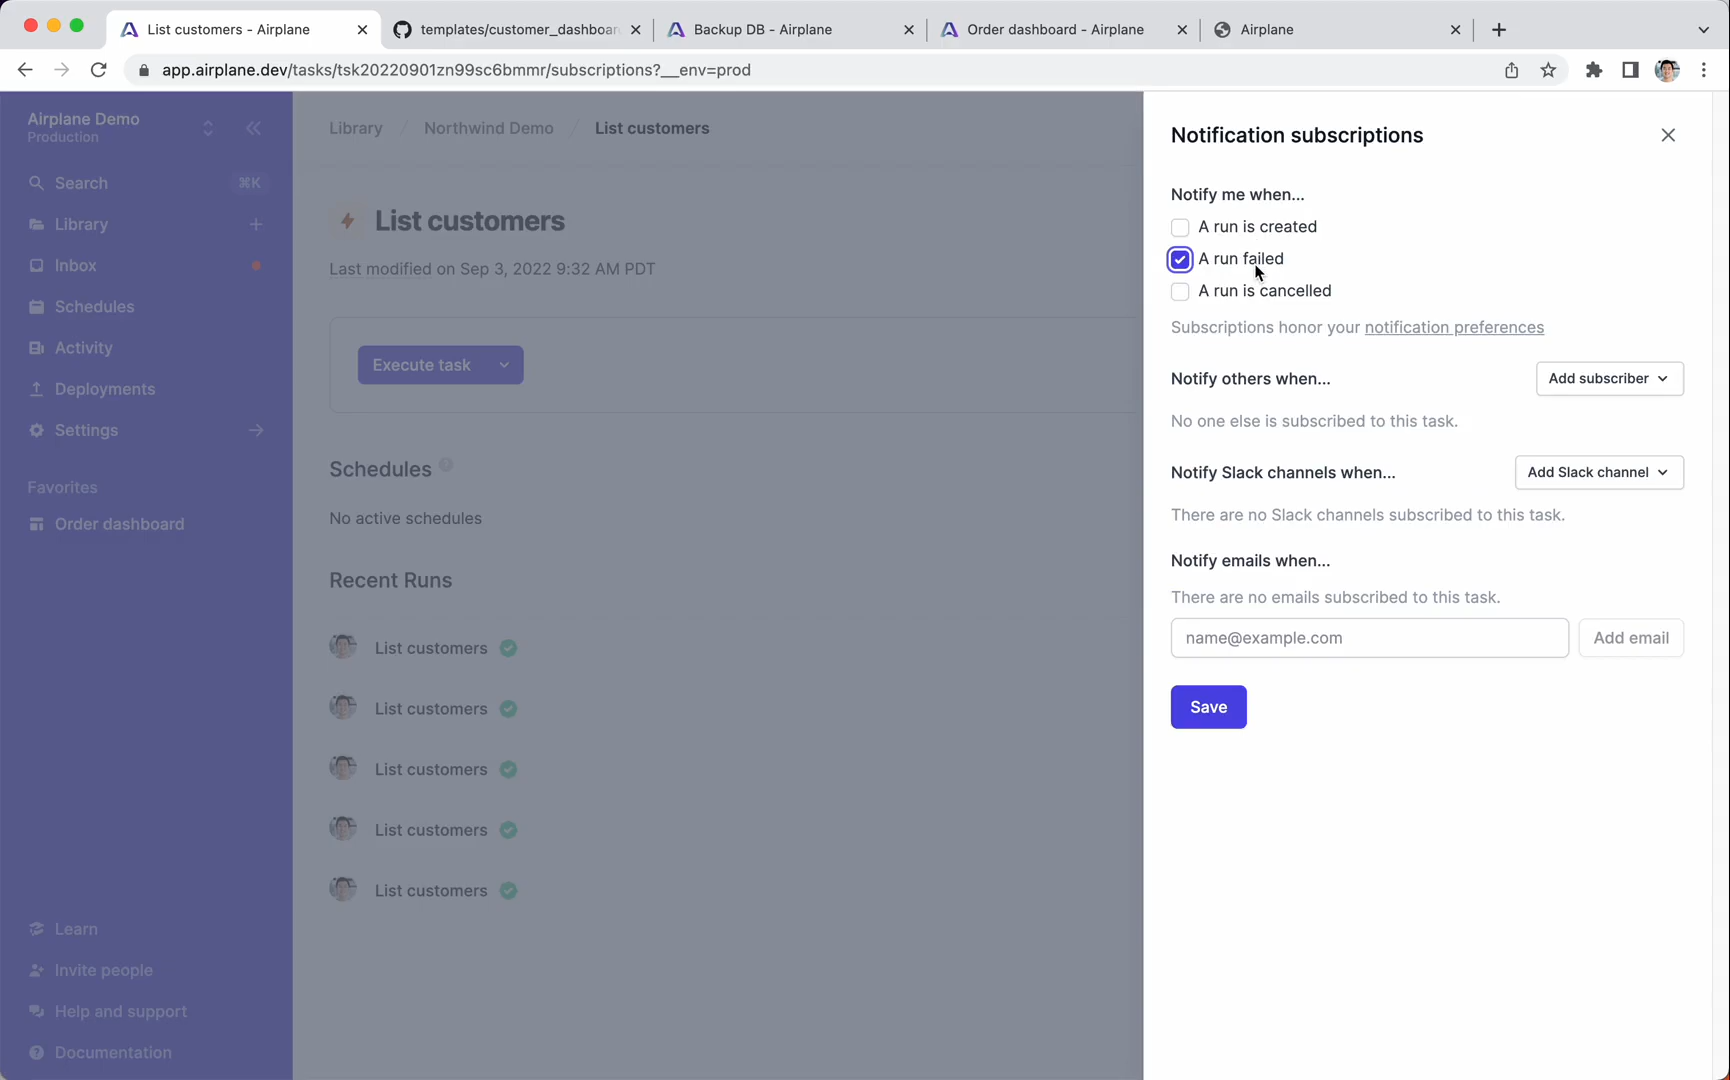 List customers - Airplane
templates/customer_dashboar
Backup DB - Airplane
Order dashboard - Airplane
Airplane
app.airplane.dev/tasks/tsk20220901zn99sc6bmmr/subscriptions?__env=prod
Airplane Demo
Production
Search ⌘K
Library
Inbox
Schedules
Activity
Deployments
Settings
Favorites
Order dashboard
Learn
Invite people
Help and support
Documentation
Library / Northwind Demo / List customers
List customers
Last modified on Sep 3, 2022 9:32 AM PDT
Execute task
Schedules
No active schedules
Recent Runs
List customers
List customers
List customers
List customers
List customers
Notification subscriptions
Notify me when...
A run is created
A run failed
A run is cancelled
Subscriptions honor your notification preferences
Notify others when...
Add subscriber
No one else is subscribed to this task.
Notify Slack channels when...
Add Slack channel
There are no Slack channels subscribed to this task.
Notify emails when...
There are no emails subscribed to this task.
name@example.com
Add email
Save